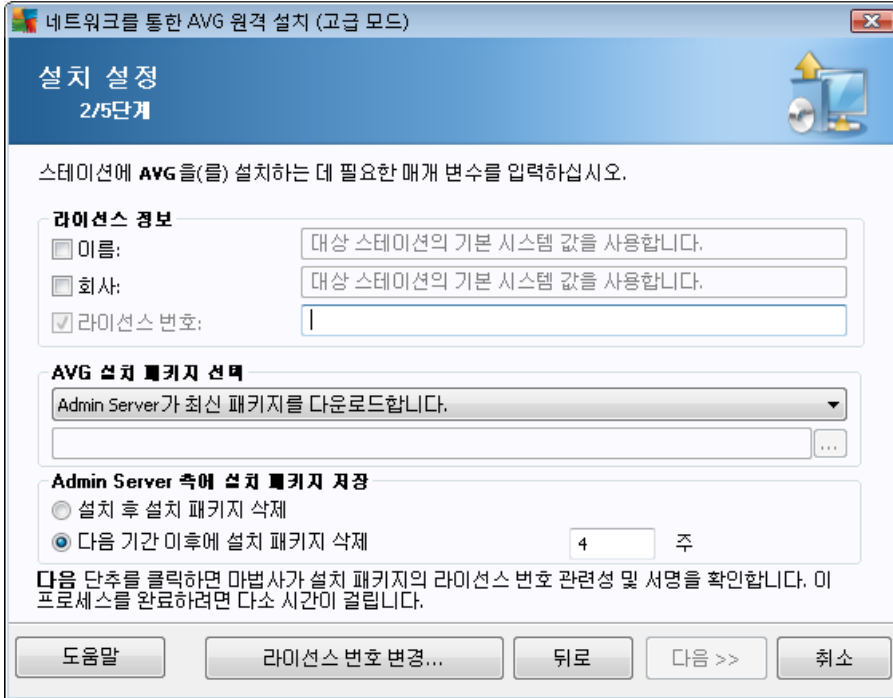 네트워크를 통한 AVG 원격 설치 (고급 모드)
설치 설정
2/5단계
스테이션에 AVG을(를) 설치하는 데 필요한 매개 변수를 입력하십시오.
라이선스 정보
이름: 대상 스테이션의 기본 시스템 값을 사용합니다.
회사: 대상 스테이션의 기본 시스템 값을 사용합니다.
라이선스 번호:
AVG 설치 패키지 선택
Admin Server가 최신 패키지를 다운로드합니다.
...
Admin Server 측에 설치 패키지 저장
설치 후 설치 패키지 삭제
다음 기간 이후에 설치 패키지 삭제 4 주
다음 단추를 클릭하면 마법사가 설치 패키지의 라이선스 번호 관련성 및 서명을 확인합니다. 이
프로세스를 완료하려면 다소 시간이 걸립니다.
도움말 라이선스 번호 변경... 뒤로 다음 >> 취소